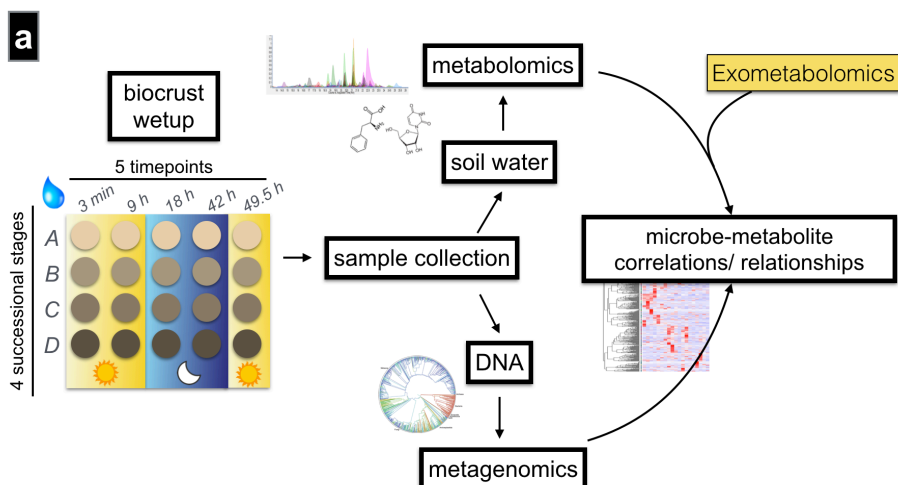 a
biocrust
wetup
5 timepoints
3 min
9 h
18 h
42 h
49.5 h
4 successional stages
A
B
C
D
sample collection
soil water
metabolomics
DNA
metagenomics
Exometabolomics
microbe-metabolite
correlations/ relationships